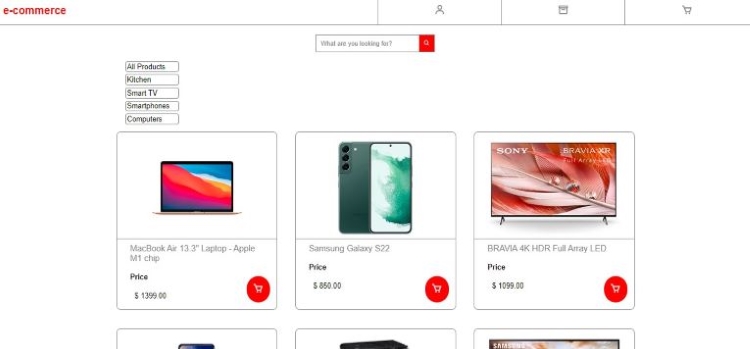 e-commerce
What are you looking for?
All Products
Kitchen
Smart TV
Smartphones
Computers
SONY BRAVIA XR
Full Array LED
MacBook Air 13.3" Laptop - Apple
M1 chip
Price
$ 1399.00
Samsung Galaxy S22
Price
$ 850.00
BRAVIA 4K HDR Full Array LED
Price
$ 1099.00
SAMSUNG